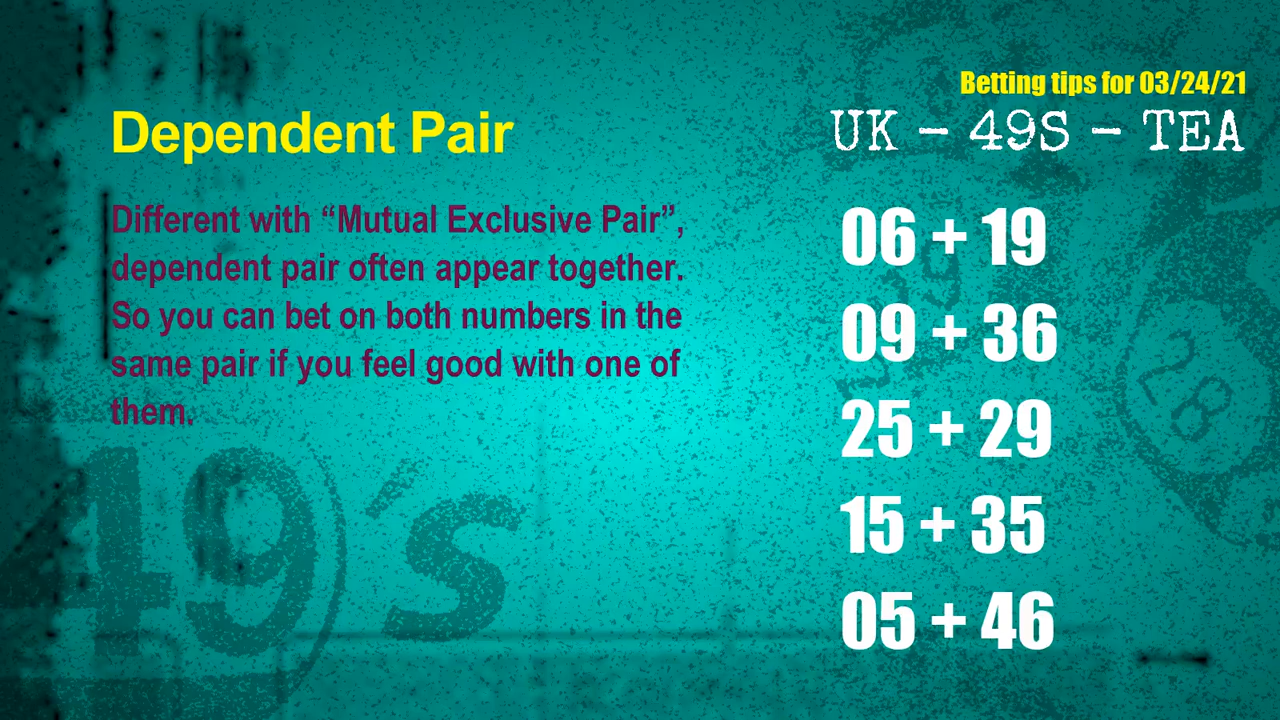 Betting tips for 03/24/21
UK - 49S - TEA
Dependent Pair
Different with “Mutual Exclusive Pair”,
dependent pair often appear together.
So you can bet on both numbers in the
same pair if you feel good with one of
them.
06 + 19
09 + 36
25 + 29
15 + 35
05 + 46
49's
39
28